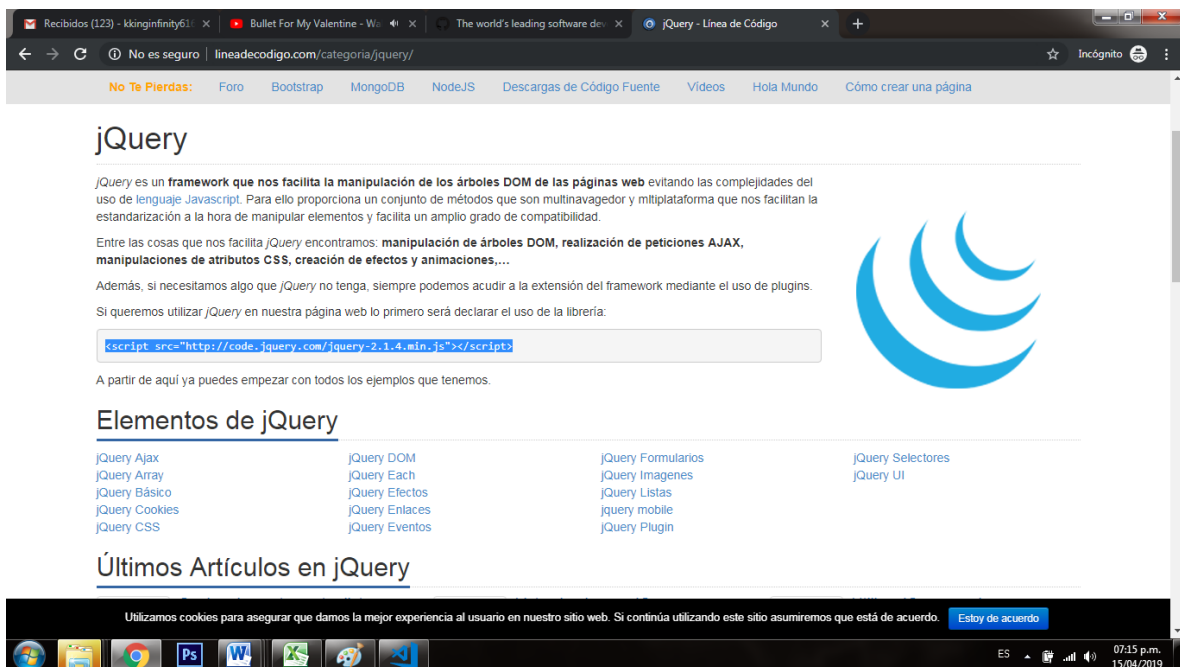 Recibidos (123) - kkinginfinity616
Bullet For My Valentine - Wa
The world's leading software dev
jQuery - Línea de Código
No es seguro | lineadecodigo.com/categoria/jquery/
Incógnito
No Te Pierdas: Foro Bootstrap MongoDB NodeJS Descargas de Código Fuente Vídeos Hola Mundo Cómo crear una página
jQuery
jQuery es un framework que nos facilita la manipulación de los árboles DOM de las páginas web evitando las complejidades del
uso de lenguaje Javascript. Para ello proporciona un conjunto de métodos que son multinavagedor y mltiplataforma que nos facilitan la
estandarización a la hora de manipular elementos y facilita un amplio grado de compatibilidad.
Entre las cosas que nos facilita jQuery encontramos: manipulación de árboles DOM, realización de peticiones AJAX,
manipulaciones de atributos CSS, creación de efectos y animaciones,...
Además, si necesitamos algo que jQuery no tenga, siempre podemos acudir a la extensión del framework mediante el uso de plugins.
Si queremos utilizar jQuery en nuestra página web lo primero será declarar el uso de la librería:
<script src="http://code.jquery.com/jquery-2.1.4.min.js"></script>
A partir de aquí ya puedes empezar con todos los ejemplos que tenemos.
Elementos de jQuery
jQuery Ajax
jQuery Array
jQuery Básico
jQuery Cookies
jQuery CSS
jQuery DOM
jQuery Each
jQuery Efectos
jQuery Enlaces
jQuery Eventos
jQuery Formularios
jQuery Imagenes
jQuery Listas
jquery mobile
jQuery Plugin
jQuery Selectores
jQuery UI
Últimos Artículos en jQuery
Utilizamos cookies para asegurar que damos la mejor experiencia al usuario en nuestro sitio web. Si continúa utilizando este sitio asumiremos que está de acuerdo. Estoy de acuerdo
Ps
ES
07:15 p.m.
15/04/2019